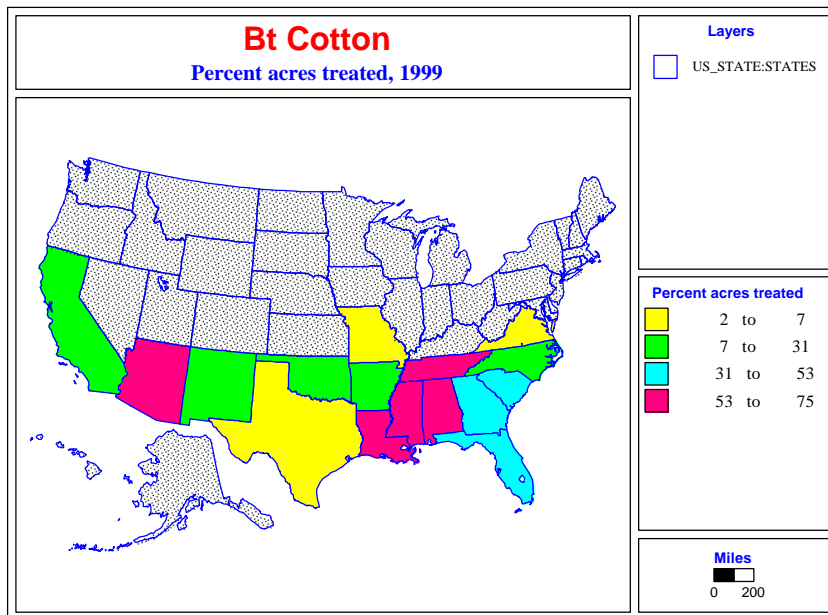 Bt Cotton
Percent acres treated, 1999
Layers
US_STATE:STATES
Percent acres treated
2 to 7
7 to 31
31 to 53
53 to 75
Miles
0 200